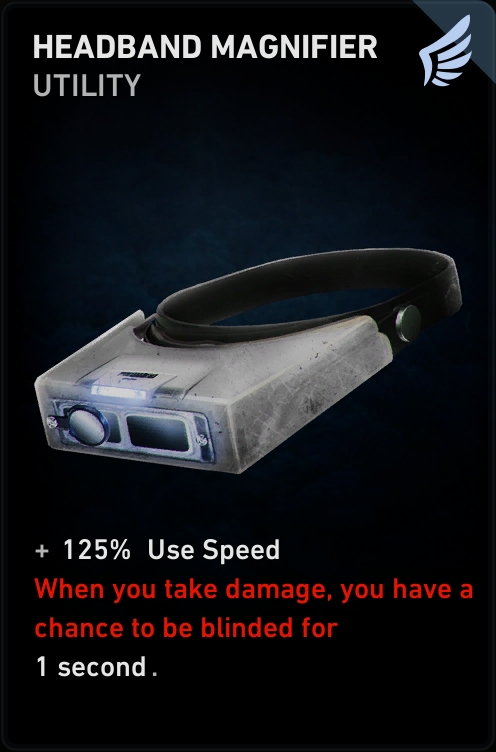 HEADBAND MAGNIFIER
UTILITY
+ 125% Use Speed
When you take damage, you have a
chance to be blinded for
1 second.